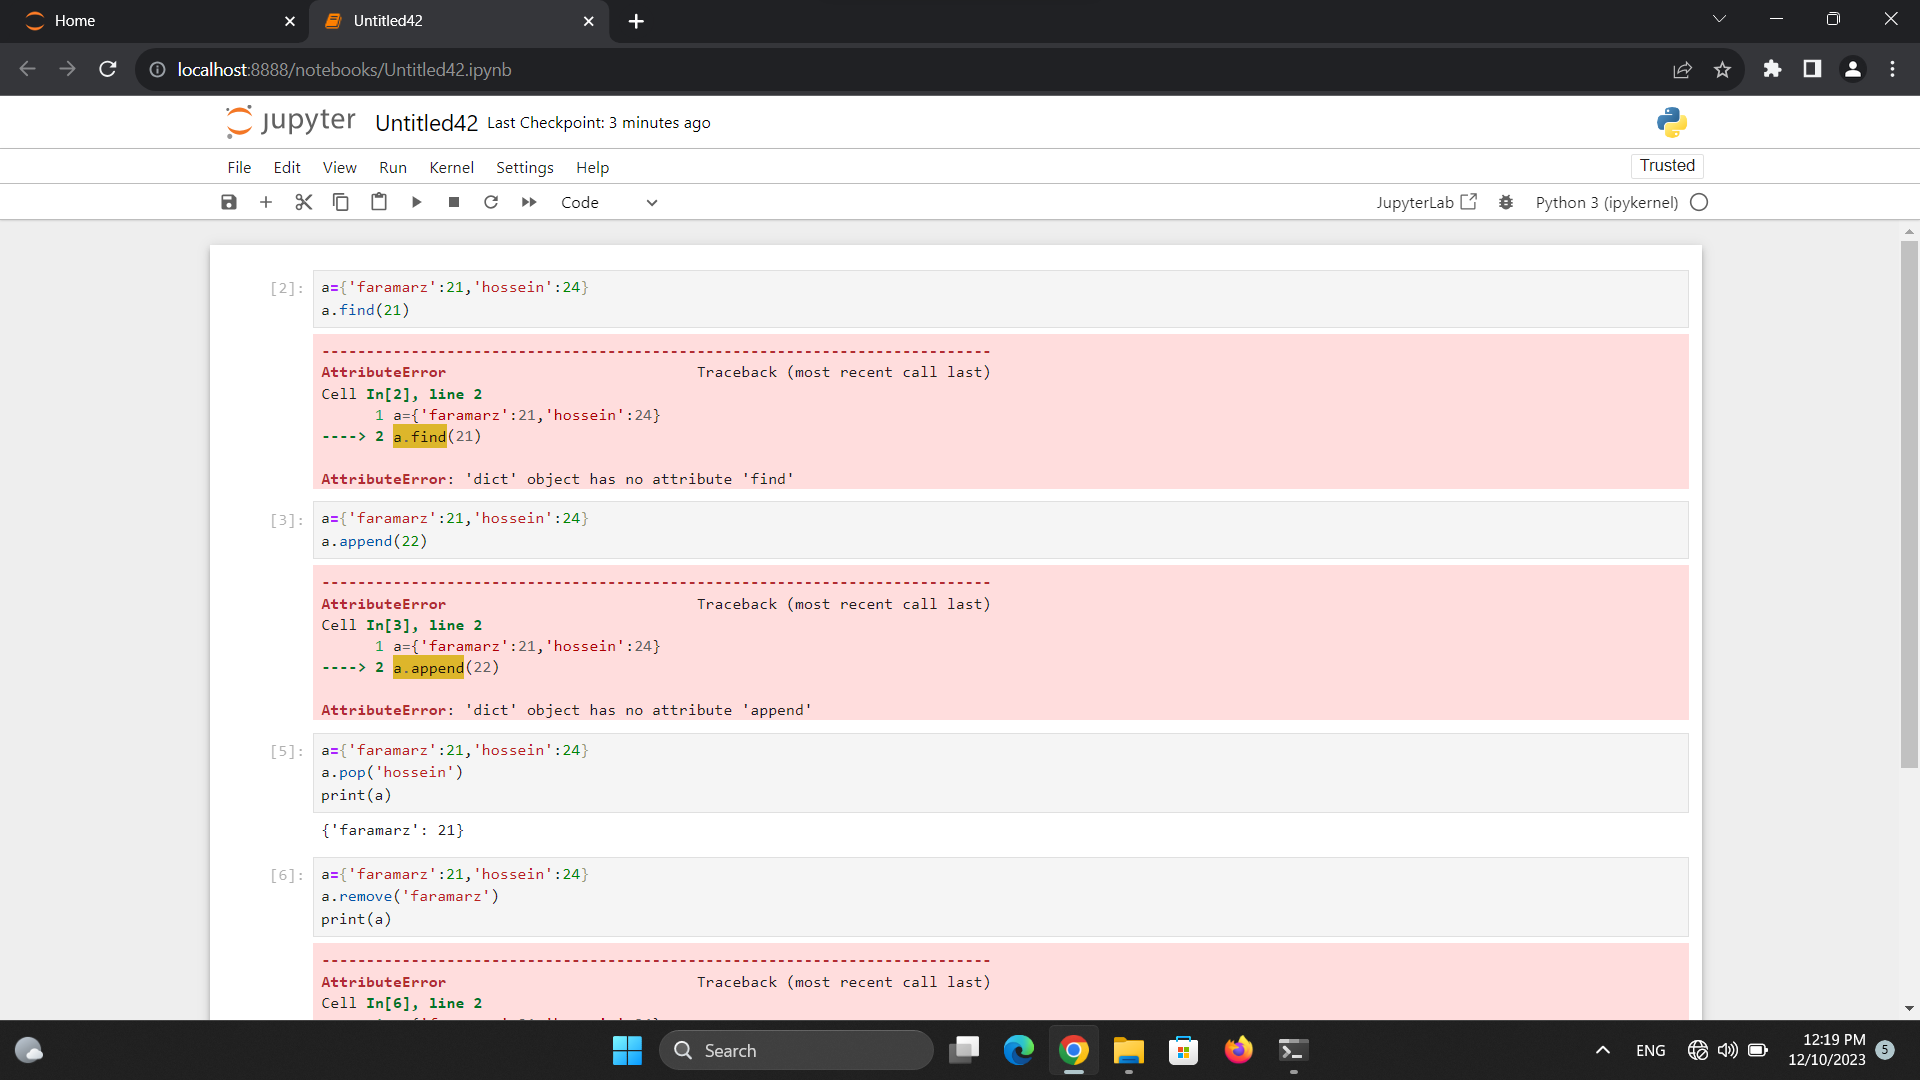 Home
Untitled42
localhost:8888/notebooks/Untitled42.ipynb
jupyter Untitled42 Last Checkpoint: 3 minutes ago
File Edit View Run Kernel Settings Help
Trusted
Code
JupyterLab
Python 3 (ipykernel)
[2]:
a={'faramarz':21,'hossein':24}
a.find(21)
---------------------------------------------------------------------------
AttributeError Traceback (most recent call last)
Cell In[2], line 2
1 a={'faramarz':21,'hossein':24}
----> 2 a.find(21)
AttributeError: 'dict' object has no attribute 'find'
[3]:
a={'faramarz':21,'hossein':24}
a.append(22)
---------------------------------------------------------------------------
AttributeError Traceback (most recent call last)
Cell In[3], line 2
1 a={'faramarz':21,'hossein':24}
----> 2 a.append(22)
AttributeError: 'dict' object has no attribute 'append'
[5]:
a={'faramarz':21,'hossein':24}
a.pop('hossein')
print(a)
{'faramarz': 21}
[6]:
a={'faramarz':21,'hossein':24}
a.remove('faramarz')
print(a)
---------------------------------------------------------------------------
AttributeError Traceback (most recent call last)
Cell In[6], line 2
Search
ENG
12:19 PM
12/10/2023
5